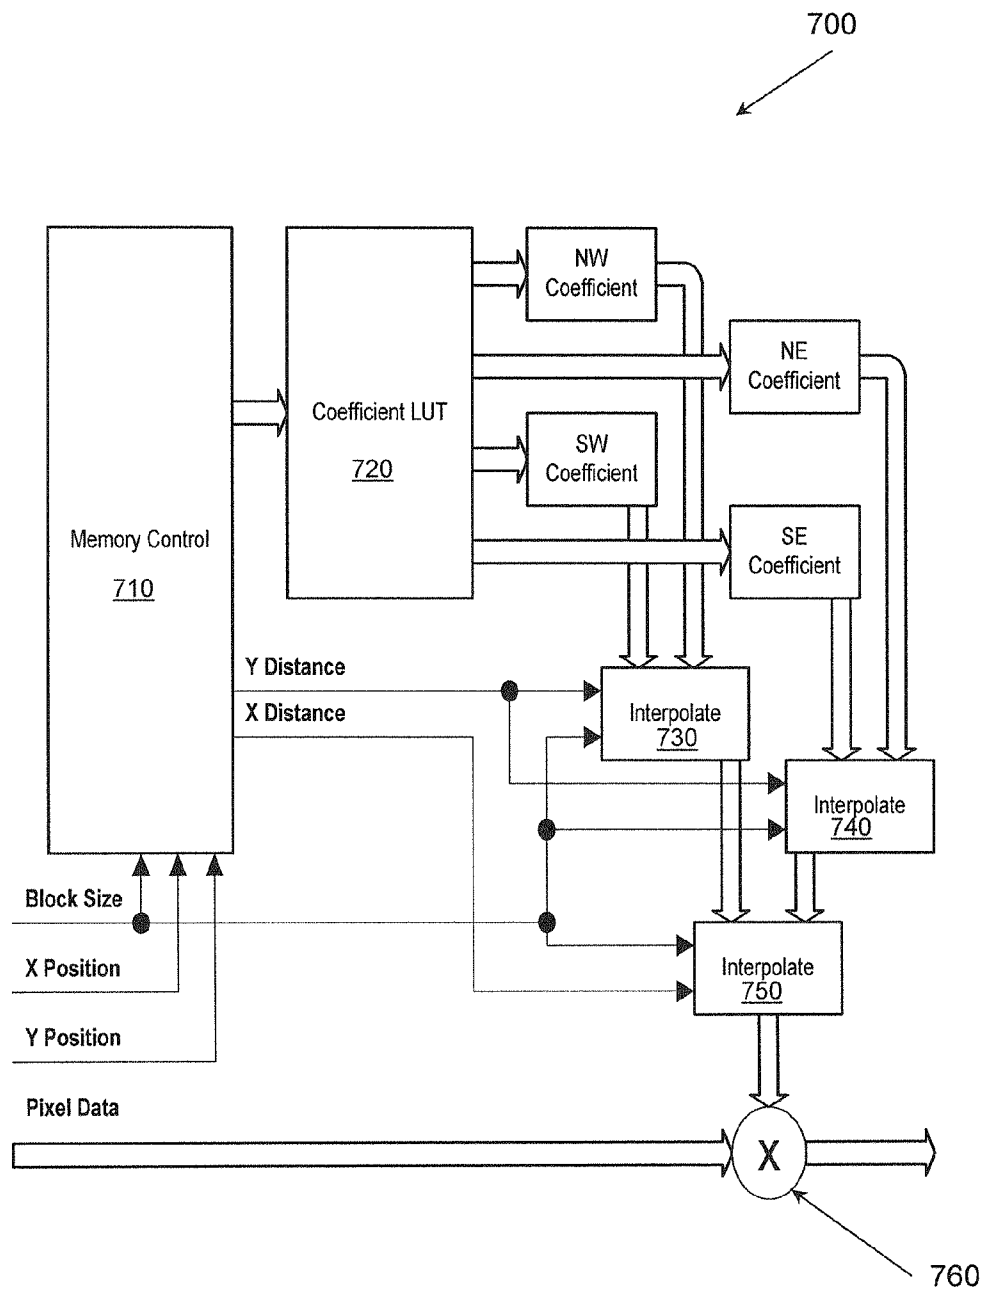 700
NW
Coefficient
NE
Coefficient
Coefficient LUT
720
SW
Coefficient
SE
Coefficient
Memory Control
710
Y Distance
X Distance
Interpolate
730
Interpolate
740
Block Size
X Position
Interpolate
750
Y Position
Pixel Data
X
760